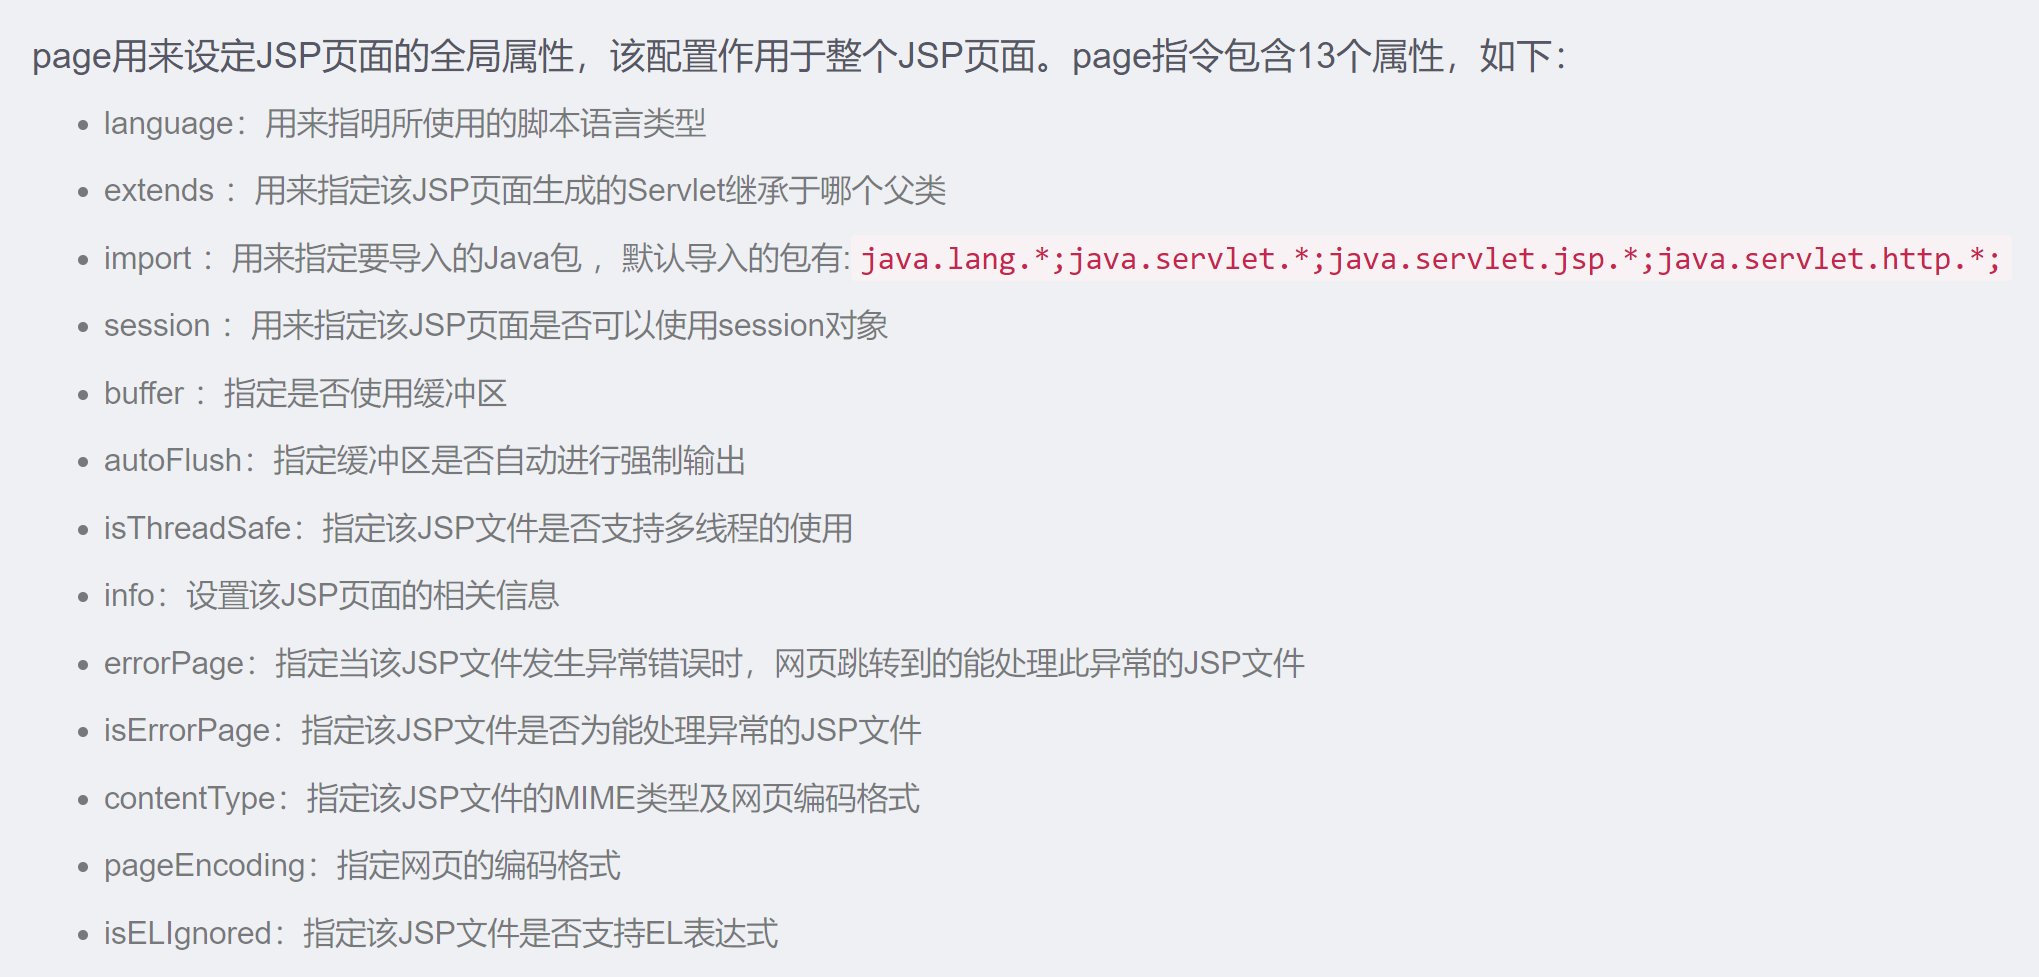 page用来设定JSP页面的全局属性，该配置作用于整个JSP页面。page指令包含13个属性，如下：
language：用来指明所使用的脚本语言类型
extends ：用来指定该JSP页面生成的Servlet继承于哪个父类
import ：用来指定要导入的Java包 ，默认导入的包有: java.lang.*;java.servlet.*;java.servlet.jsp.*;java.servlet.http.*;
session ：用来指定该JSP页面是否可以使用session对象
buffer ：指定是否使用缓冲区
autoFlush：指定缓冲区是否自动进行强制输出
isThreadSafe：指定该JSP文件是否支持多线程的使用
info：设置该JSP页面的相关信息
errorPage：指定当该JSP文件发生异常错误时，网页跳转到的能处理此异常的JSP文件
isErrorPage：指定该JSP文件是否为能处理异常的JSP文件
contentType：指定该JSP文件的MIME类型及网页编码格式
pageEncoding：指定网页的编码格式
isELIgnored：指定该JSP文件是否支持EL表达式